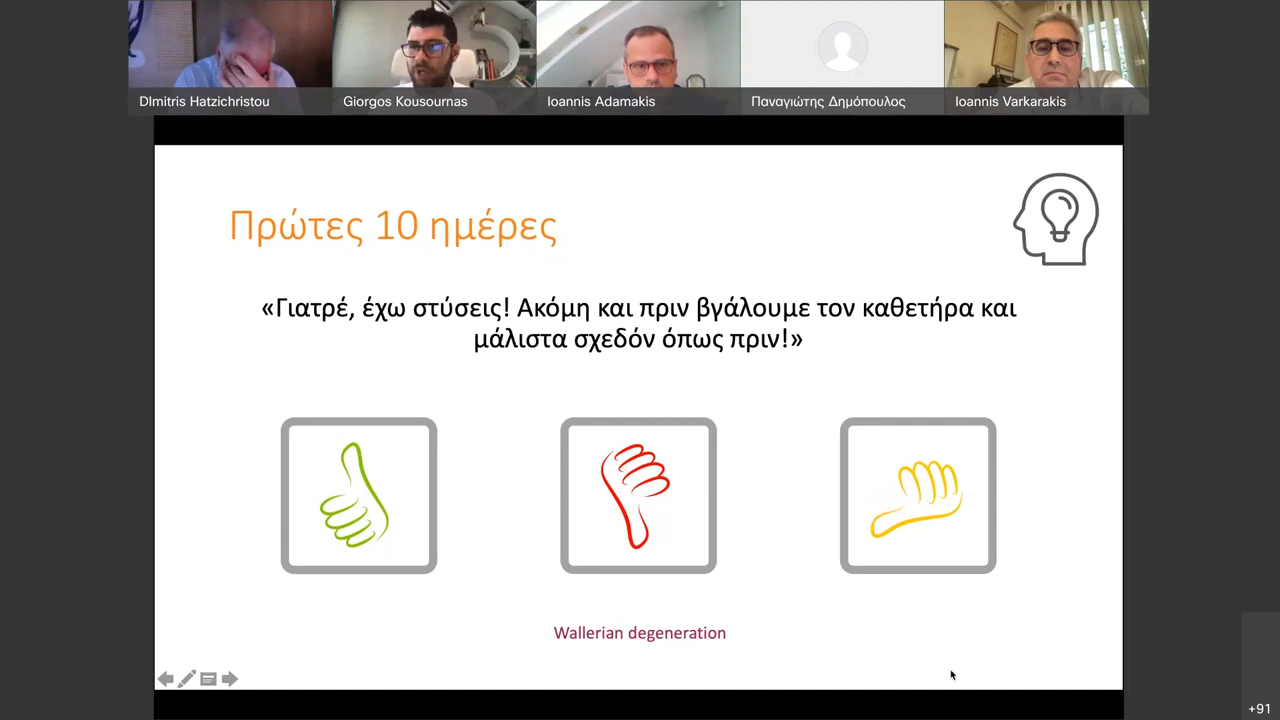 DImitris Hatzichristou
Giorgos Kousournas
Ioannis Adamakis
Παναγιώτης Δημόπουλος
Ioannis Varkarakis
Πρώτες 10 ημέρες
«Γιατρέ, έχω στύσεις! Ακόμη και πριν βγάλουμε τον καθετήρα και
μάλιστα σχεδόν όπως πριν!»
Wallerian degeneration
+91